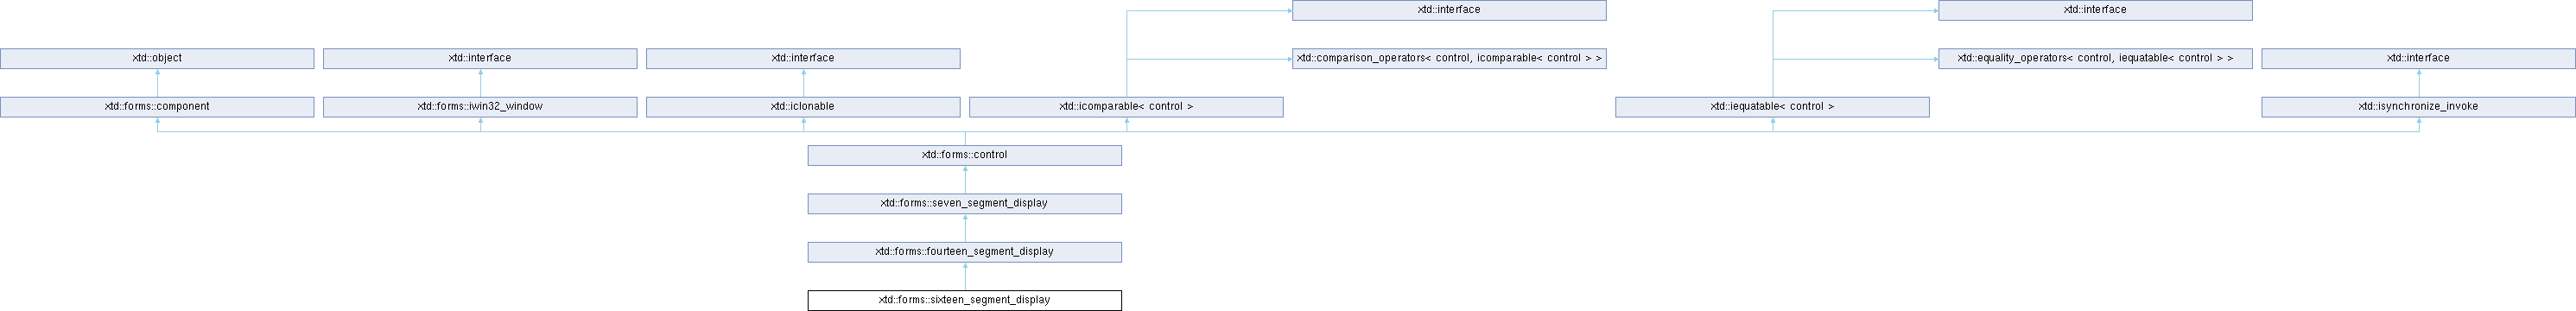 xtd::interface
xtd::interface
xtd::object
xtd::interface
xtd::interface
xtd::comparison_operators< control, icomparable< control > >
xtd::equality_operators< control, iequatable< control > >
xtd::interface
xtd::forms::component
xtd::forms::iwin32_window
xtd::iclonable
xtd::icomparable< control >
xtd::iequatable< control >
xtd::isynchronize_invoke
xtd::forms::control
xtd::forms::seven_segment_display
xtd::forms::fourteen_segment_display
xtd::forms::sixteen_segment_display